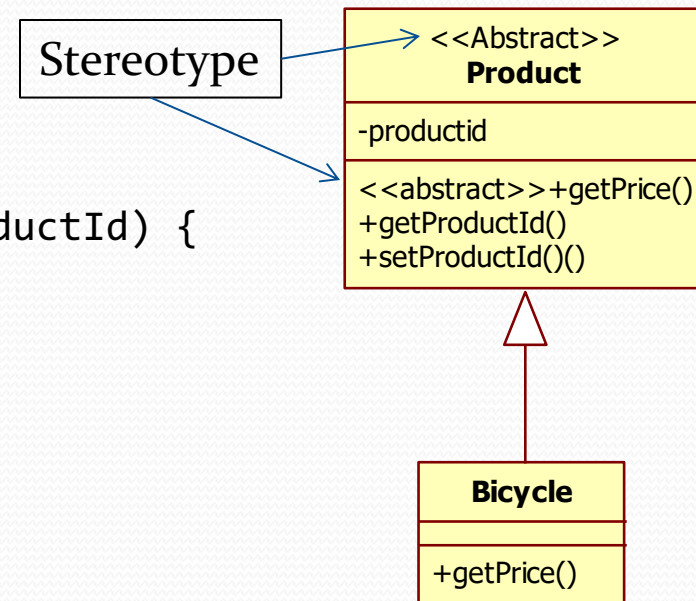 Stereotype
<<Abstract>>
Product
-productid
<<abstract>>+getPrice()
+getProductId()
+setProductId()()
ductId) {
Bicycle
+getPrice()